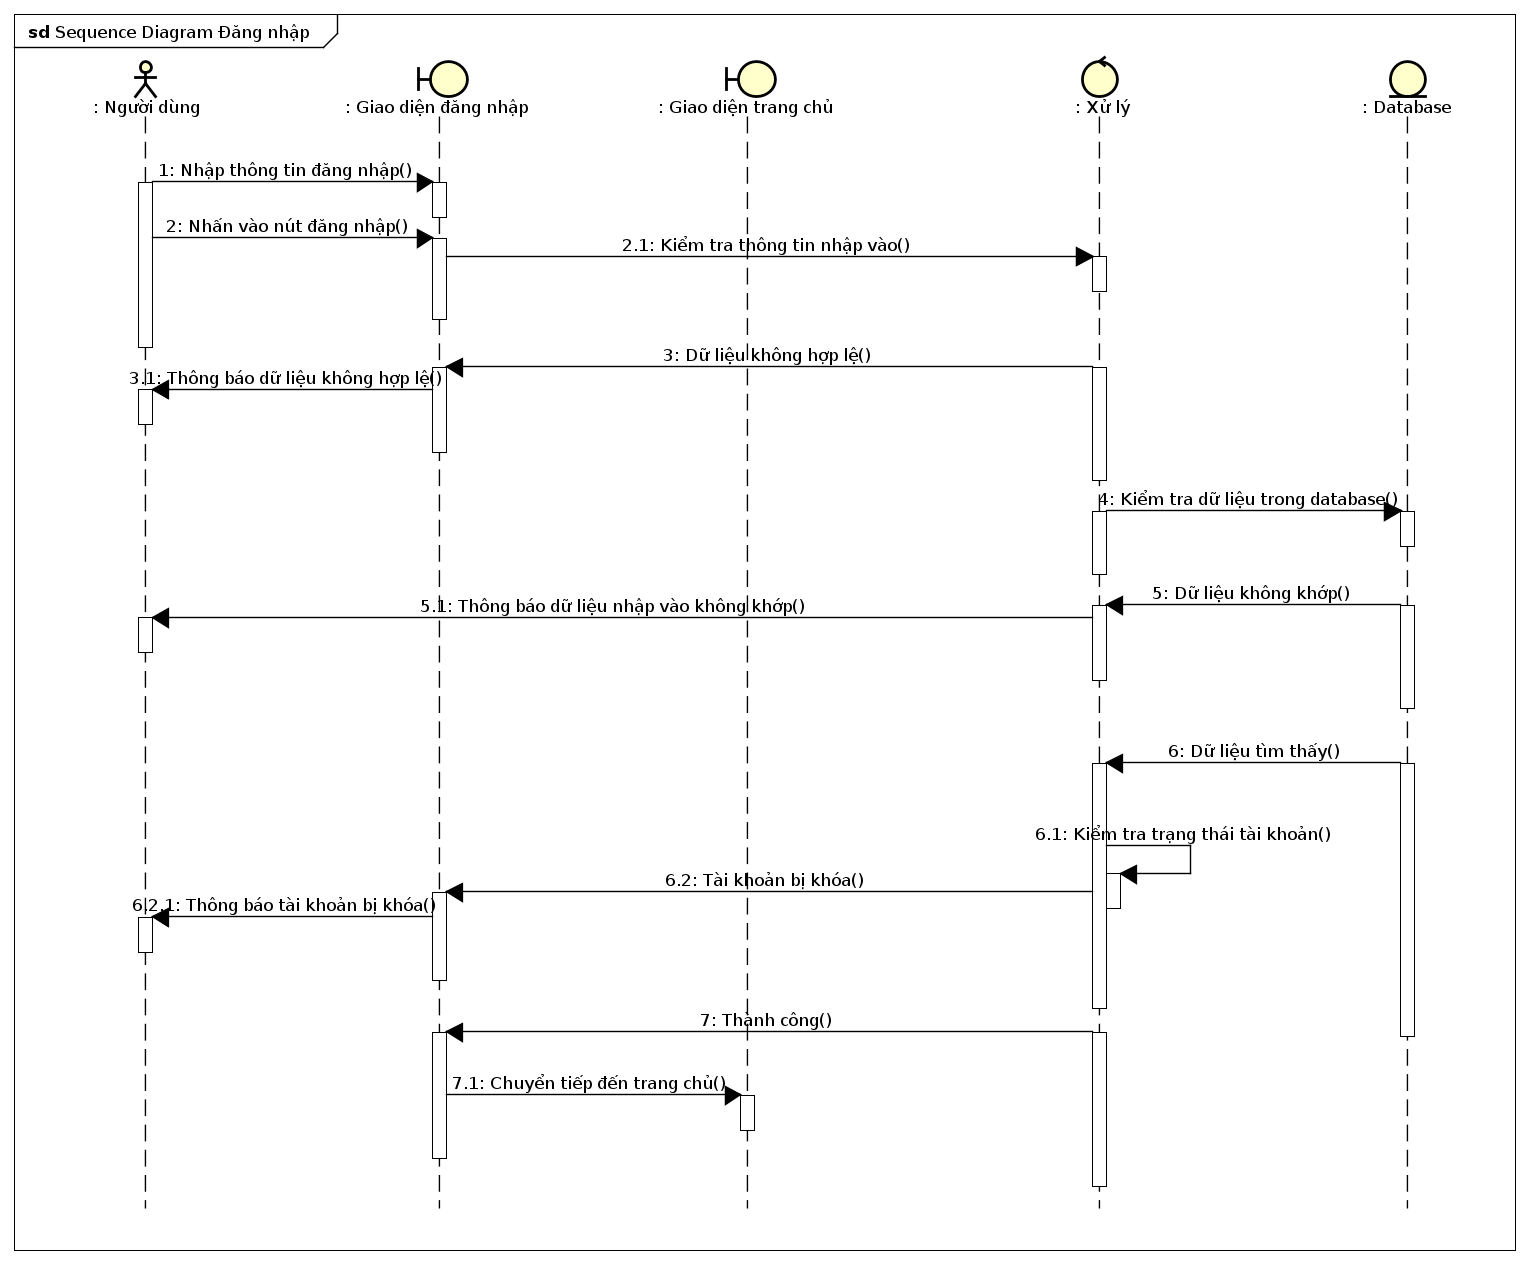 sd Sequence Diagram Đăng nhập
: Người dùng
: Giao diện đăng nhập
: Giao diện trang chủ
: Xử lý
: Database
1: Nhập thông tin đăng nhập()
2: Nhấn vào nút đăng nhập()
2.1: Kiểm tra thông tin nhập vào()
3: Dữ liệu không hợp lệ()
3.1: Thông báo dữ liệu không hợp lệ()
4: Kiểm tra dữ liệu trong database()
5: Dữ liệu không khớp()
5.1: Thông báo dữ liệu nhập vào không khớp()
6: Dữ liệu tìm thấy()
6.1: Kiểm tra trạng thái tài khoản()
6.2: Tài khoản bị khóa()
6.2.1: Thông báo tài khoản bị khóa()
7: Thành công()
7.1: Chuyển tiếp đến trang chủ()